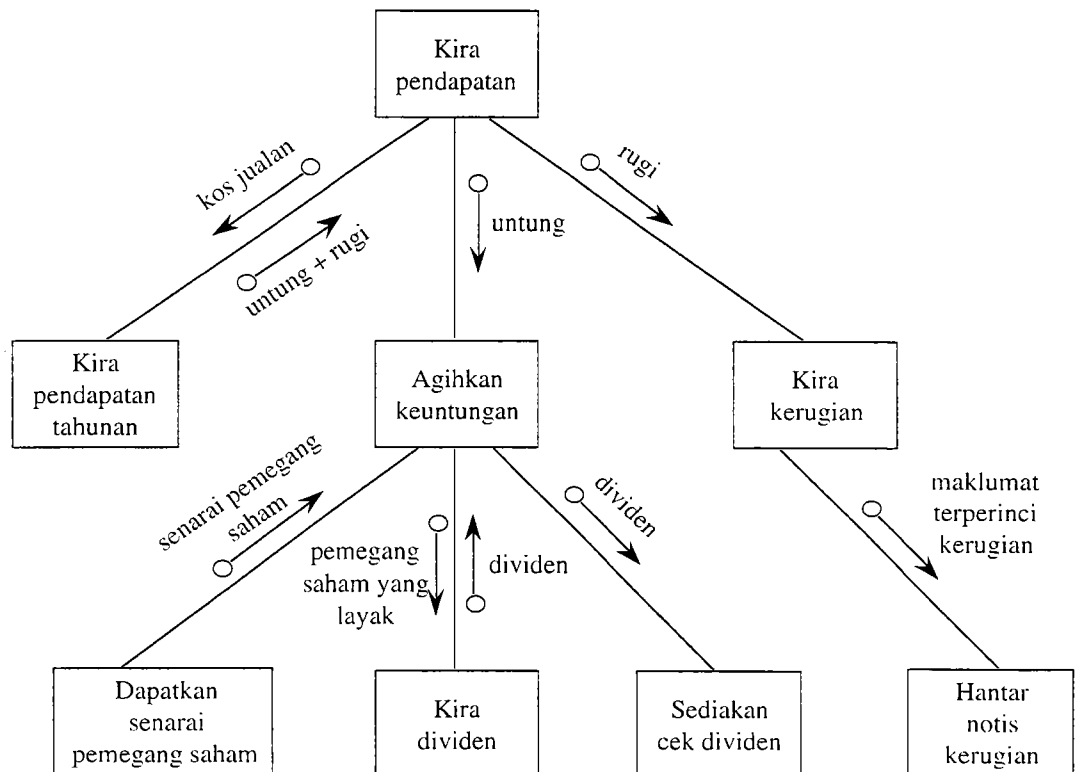 Kira
pendapatan
kos jualan
untung + rugi
untung
rugi
Kira
pendapatan
tahunan
Agihkan
keuntungan
Kira
kerugian
senarai pemegang
saham
pemegang
saham yang
layak
dividen
dividen
maklumat
terperinci
kerugian
Dapatkan
senarai
pemegang saham
Kira
dividen
Sediakan
cek dividen
Hantar
notis
kerugian